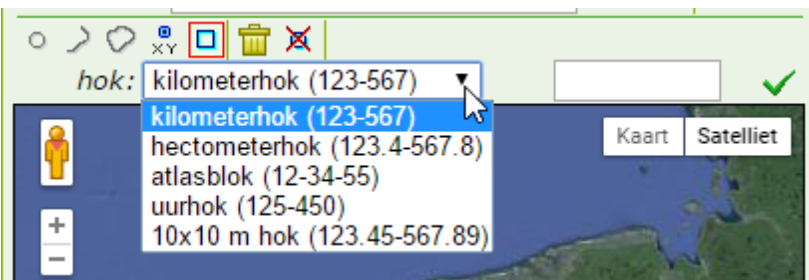 XY
hok: kilometerhok (123-567)
kilometerhok (123-567)
hectometerhok (123.4-567.8)
atlasblok (12-34-55)
uurhok (125-450)
10x10 m hok (123.45-567.89)
Kaart Satelliet